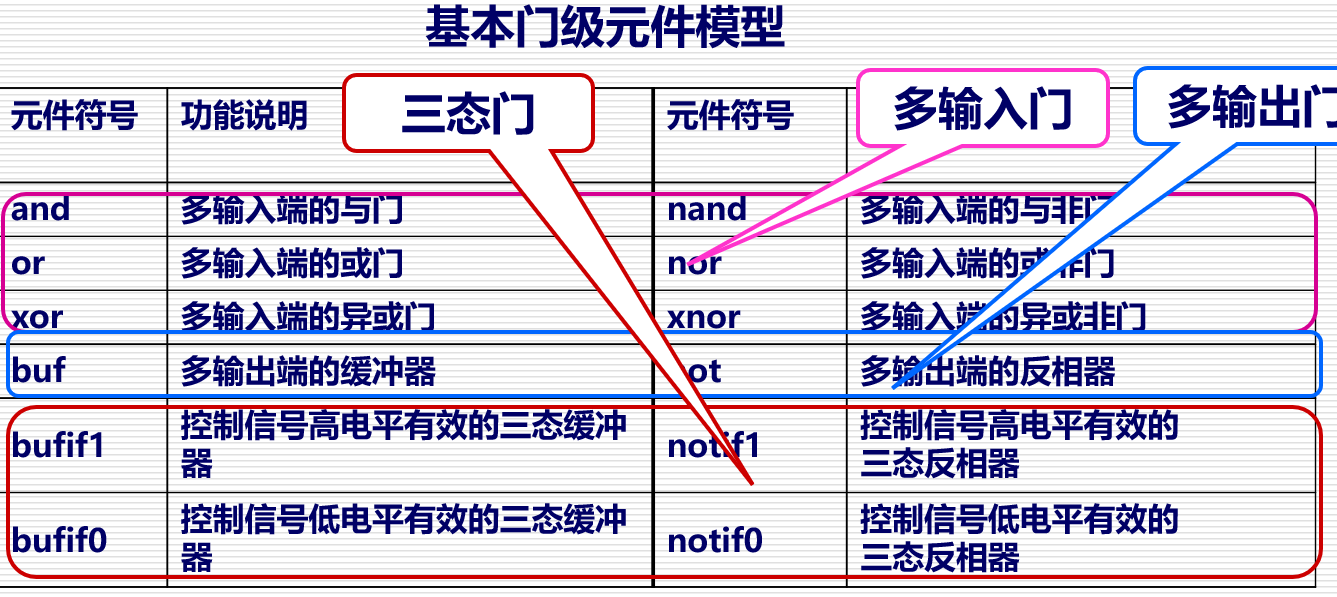 基本门级元件模型
三态门
多输入门
多输出门
元件符号 功能说明 元件符号
and 多输入端的与门 nand 多输入端的与非门
or 多输入端的或门 nor 多输入端的或非门
xor 多输入端的异或门 xnor 多输入端的异或非门
buf 多输出端的缓冲器 ot 多输出端的反相器
bufif1 控制信号高电平有效的三态缓冲 notif1 控制信号高电平有效的
器 三态反相器
bufif0 控制信号低电平有效的三态缓冲 notif0 控制信号低电平有效的
器 三态反相器